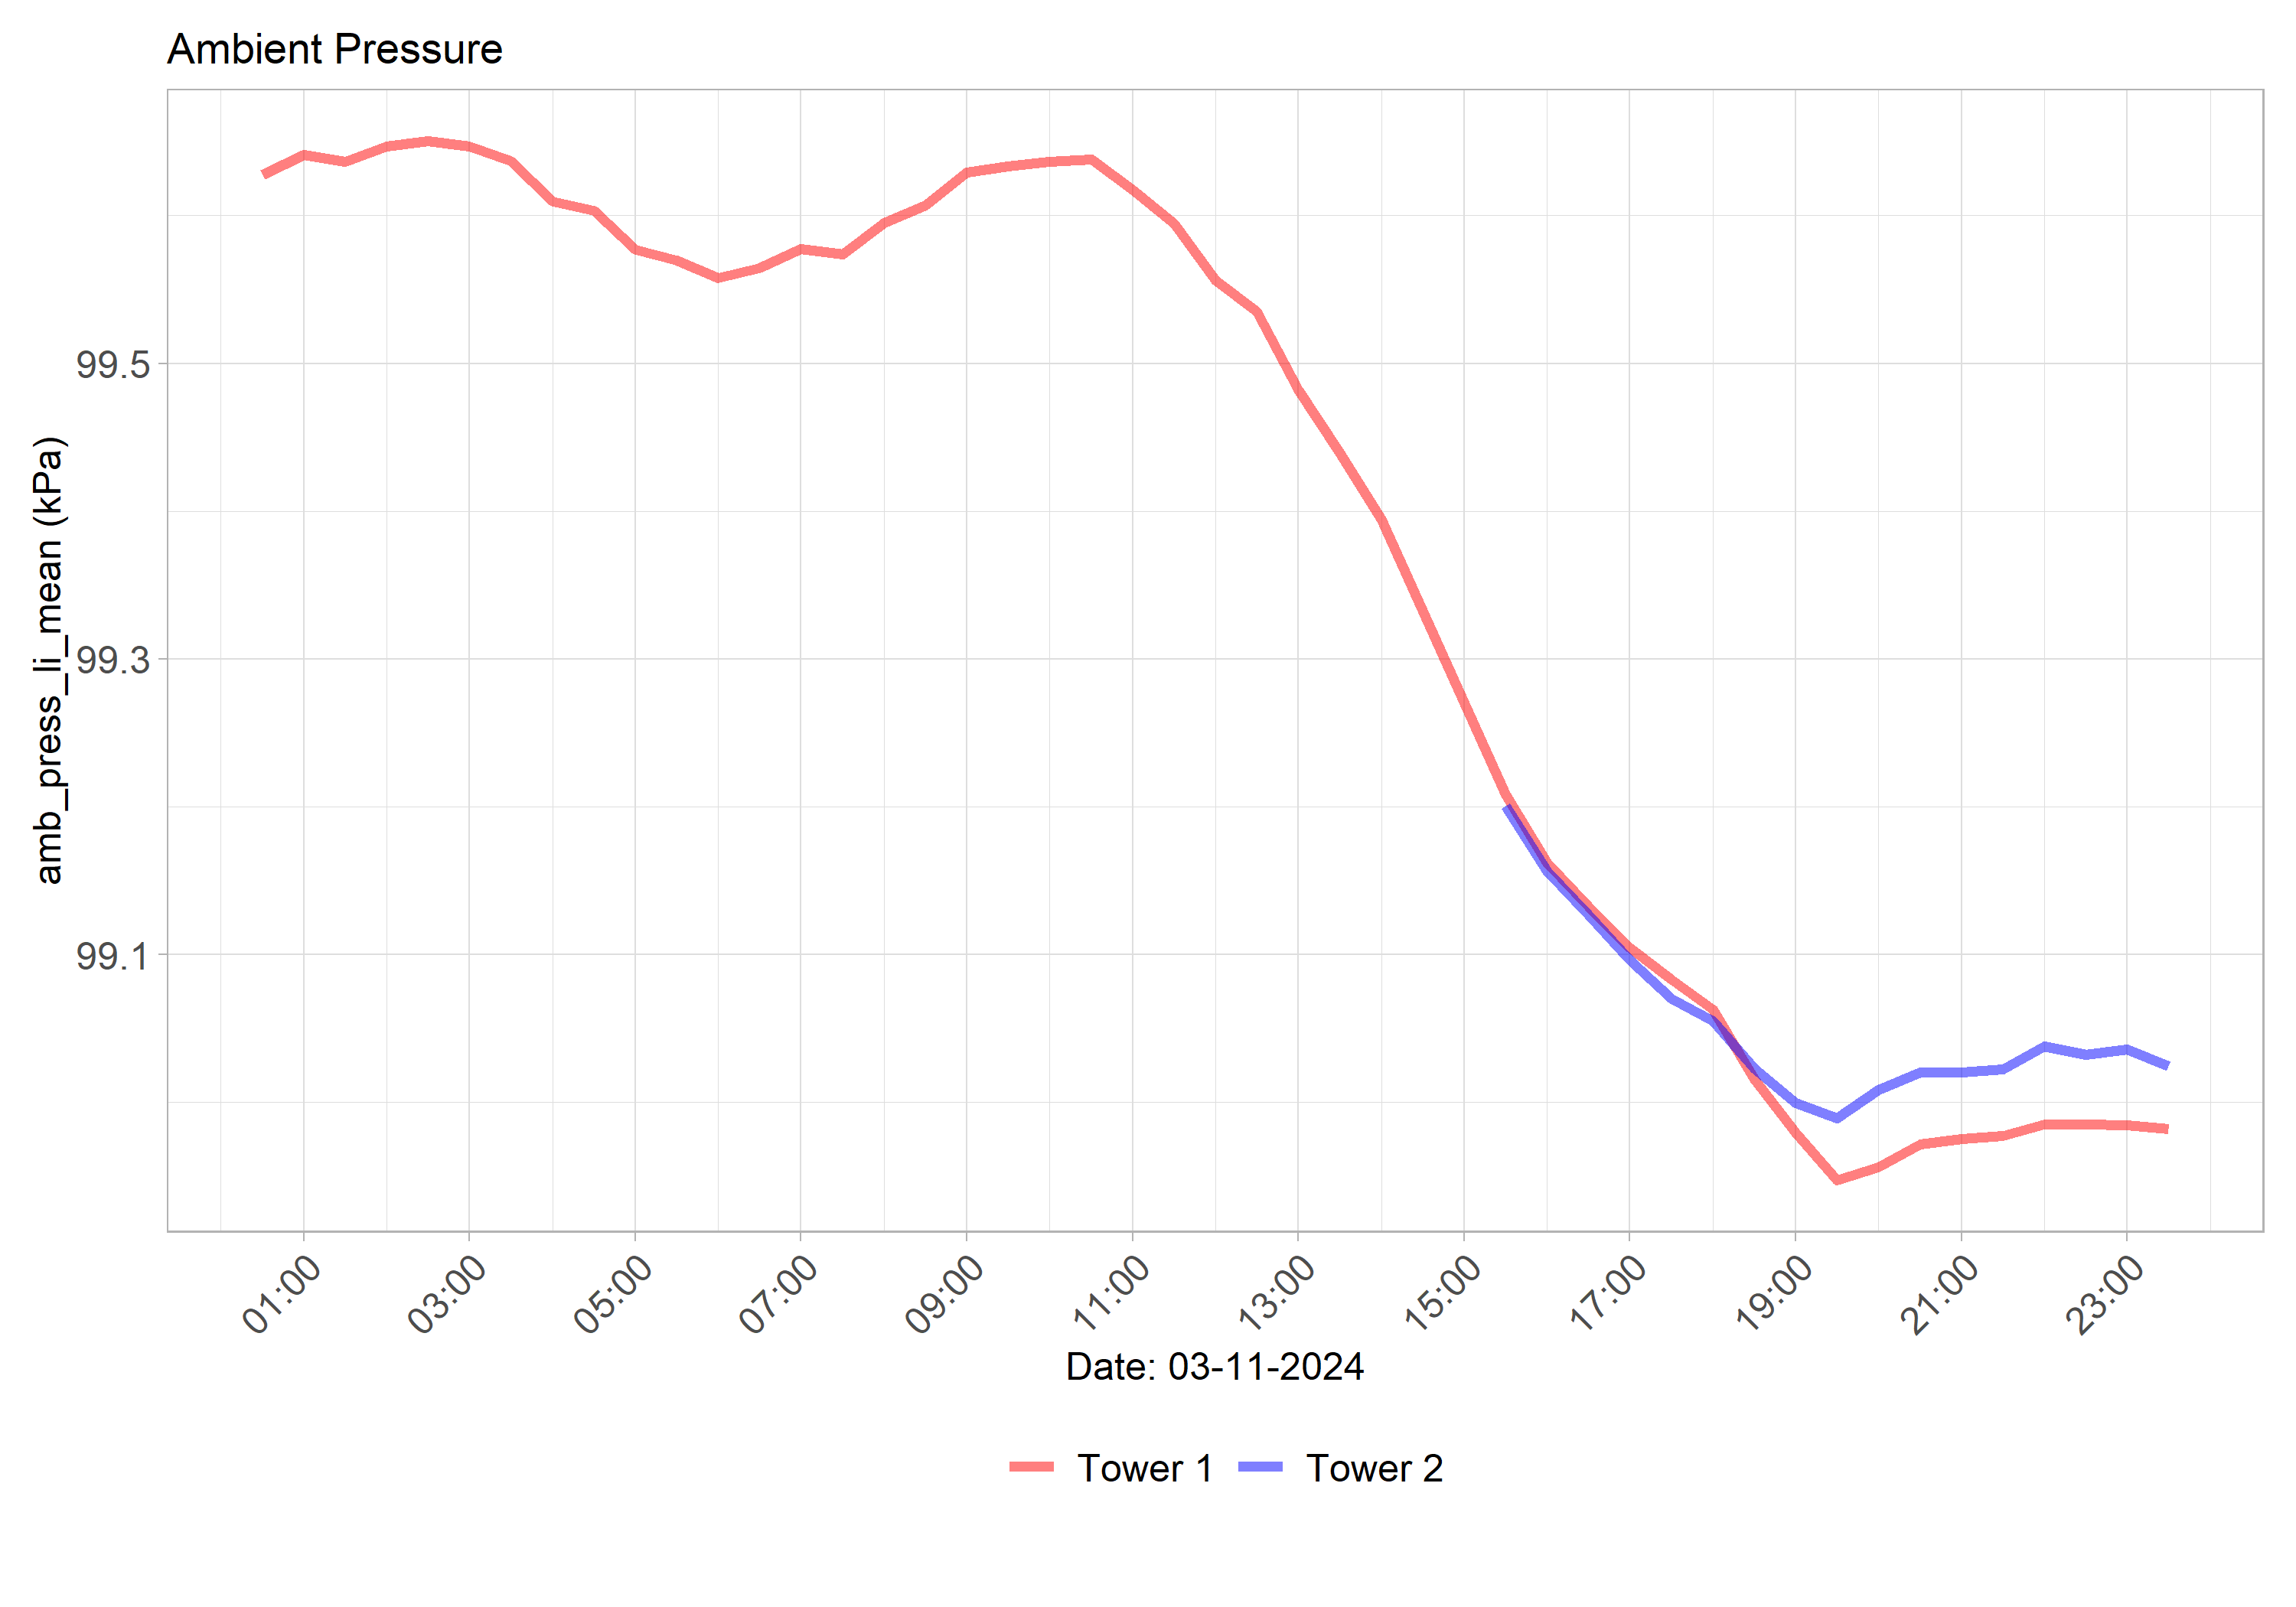 Ambient Pressure
amb_press_li_mean (kPa)
99.5
99.3
99.1
01:00 03:00 05:00 07:00 09:00 11:00 13:00 15:00 17:00 19:00 21:00 23:00
Date: 03-11-2024
Tower 1 Tower 2